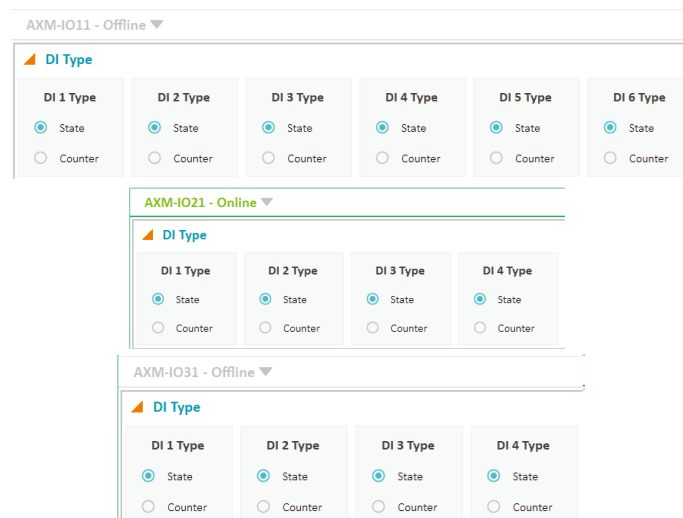 AXM-IO11 - Offline
DI Type
DI 1 Type DI 2 Type DI 3 Type DI 4 Type DI 5 Type DI 6 Type
State State State State State State
Counter Counter Counter Counter Counter Counter
AXM-IO21 - Online
DI Type
DI 1 Type DI 2 Type DI 3 Type DI 4 Type
State State State State
Counter Counter Counter Counter
AXM-IO31 - Offline
DI Type
DI 1 Type DI 2 Type DI 3 Type DI 4 Type
State State State State
Counter Counter Counter Counter